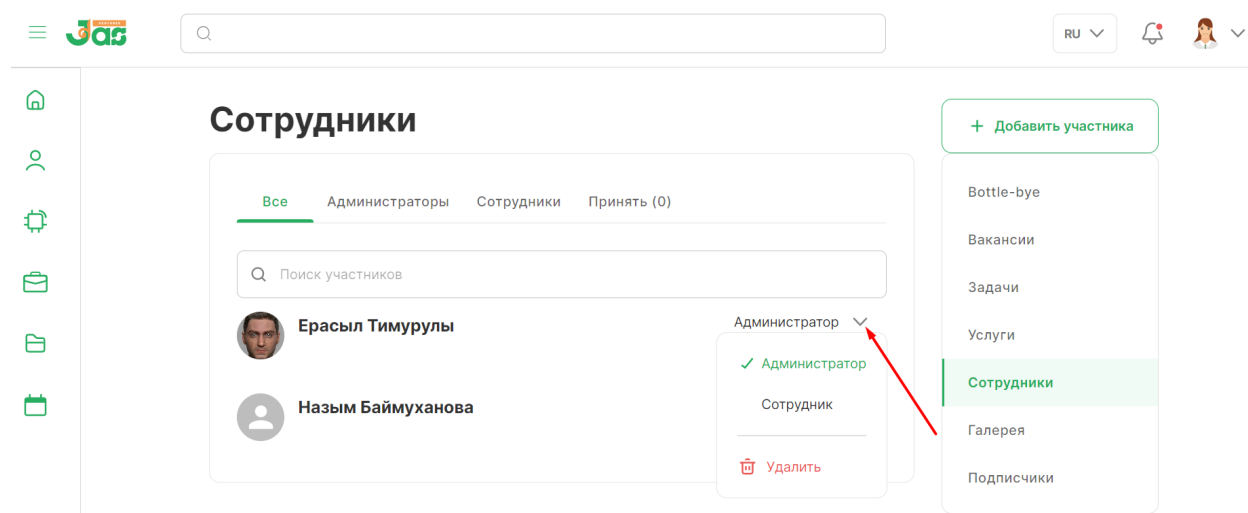 Jas
RU
Сотрудники
+ Добавить участника
Все Администраторы Сотрудники Принять (0)
Поиск участников
Ерасыл Тимурулы
Администратор
Администратор
Сотрудник
Удалить
Назым Баймуханова
Bottle-bye
Вакансии
Задачи
Услуги
Сотрудники
Галерея
Подписчики